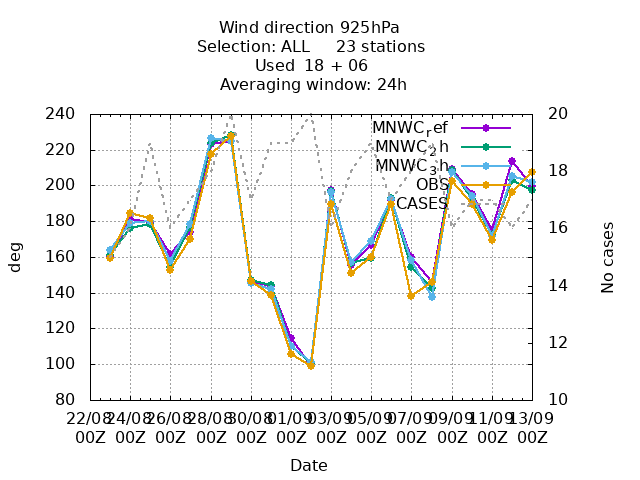 Wind direction 925hPa
Selection: ALL     23 stations
Used  18 + 06
Averaging window: 24h
240
220
200
180
160
140
120
100
80
deg
20
18
16
14
12
10
No cases
MNWC_ref
MNWC_2h
MNWC_3h
OBS
CASES
22/08 24/08 26/08 28/08 30/08 01/09 03/09 05/09 07/09 09/09 11/09 13/09
00Z 00Z 00Z 00Z 00Z 00Z 00Z 00Z 00Z 00Z 00Z 00Z
Date